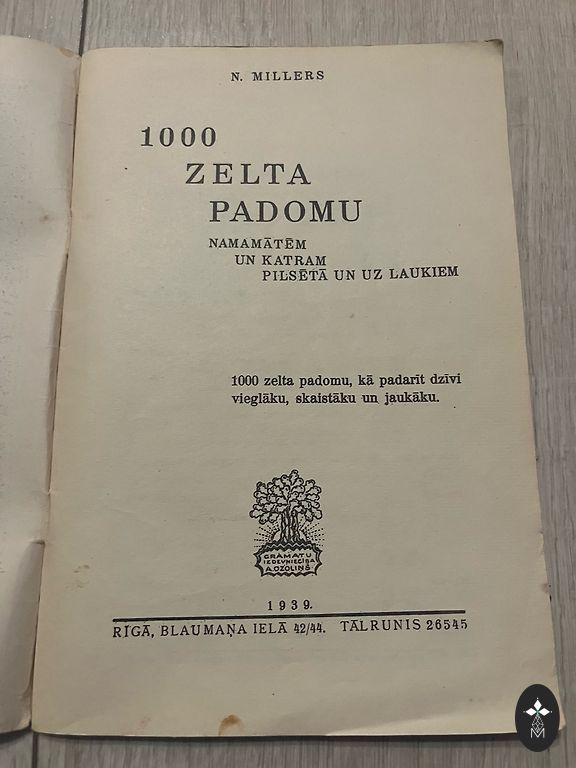 N. MILLERS
1000
ZELTA
PADOMU
NAMAMĀTĒM
UN KATRAM
PILSĒTĀ UN UZ LAUKIEM
1000 zelta padomu, kā padarīt dzīvi
vieglāku, skaistāku un jaukāku.
GRĀMATU
IZDEVNIECĪBA
A. OZOLIŅŠ
1939.
RĪGĀ, BLAUMAŅA IELĀ 42/44. TĀLRUNIS 26545
M